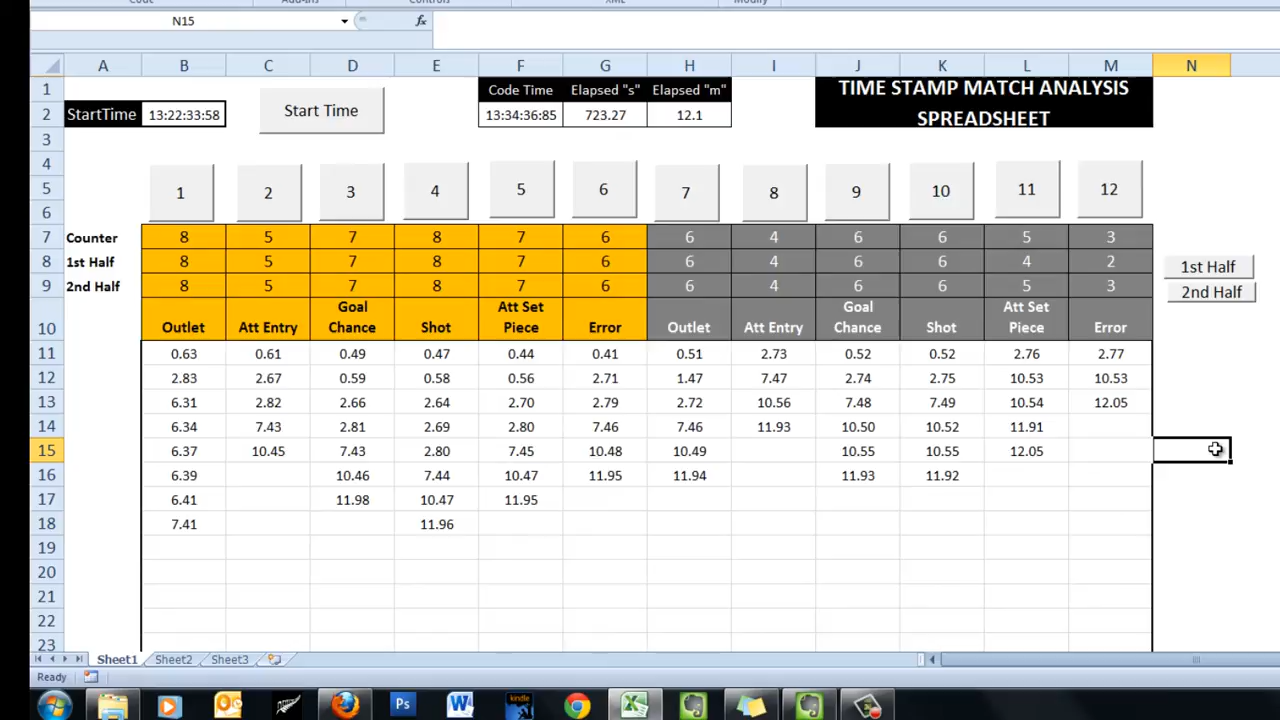 N15 fx
A B C D E F G H I J K L M N
1 Code Time Elapsed "s" Elapsed "m" TIME STAMP MATCH ANALYSIS
2 StartTime 13:22:33:58 Start Time 13:34:36:85 723.27 12.1 SPREADSHEET
3
4
5 1 2 3 4 5 6 7 8 9 10 11 12
6
7 Counter 8 5 7 8 7 6 6 4 6 6 5 3
8 1st Half 8 5 7 8 7 6 6 4 6 6 4 2 1st Half
9 2nd Half 8 5 7 8 7 6 6 4 6 6 5 3 2nd Half
Goal Att Set Goal Att Set
10 Outlet Att Entry Chance Shot Piece Error Outlet Att Entry Chance Shot Piece Error
11 0.63 0.61 0.49 0.47 0.44 0.41 0.51 2.73 0.52 0.52 2.76 2.77
12 2.83 2.67 0.59 0.58 0.56 2.71 1.47 7.47 2.74 2.75 10.53 10.53
13 6.31 2.82 2.66 2.64 2.70 2.79 2.72 10.56 7.48 7.49 10.54 12.05
14 6.34 7.43 2.81 2.69 2.80 7.46 7.46 11.93 10.50 10.52 11.91
15 6.37 10.45 7.43 2.80 7.45 10.48 10.49 10.55 10.55 12.05
16 6.39 10.46 7.44 10.47 11.95 11.94 11.93 11.92
17 6.41 11.98 10.47 11.95
18 7.41 11.96
19
20
21
22
23
Sheet1 Sheet2 Sheet3
Ready
Ps W kindle